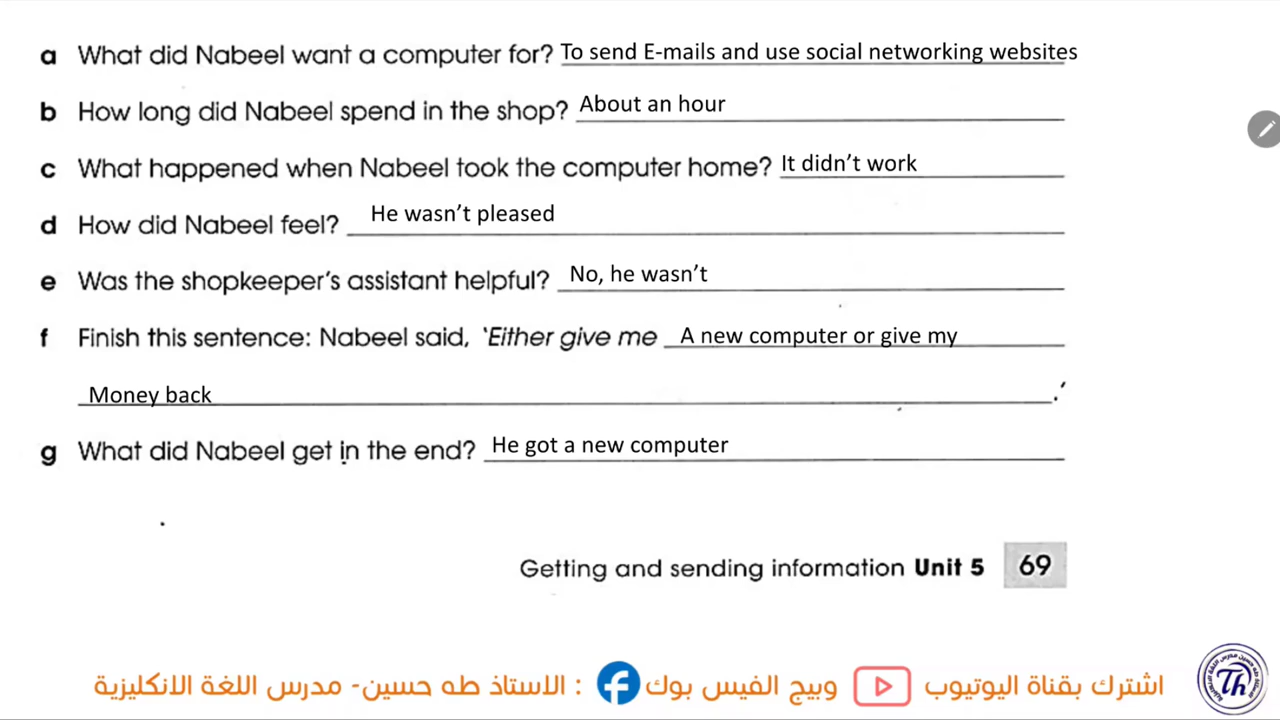 a What did Nabeel want a computer for? To send E-mails and use social networking websites
b How long did Nabeel spend in the shop? About an hour
c What happened when Nabeel took the computer home? It didn't work
d How did Nabeel feel? He wasn't pleased
e Was the shopkeeper's assistant helpful? No, he wasn't
f Finish this sentence: Nabeel said, 'Either give me A new computer or give my
Money back .'
g What did Nabeel get in the end? He got a new computer
Getting and sending information Unit 5 69
اشترك بقناة اليوتيوب وبيج الفيس بوك : الاستاذ طه حسين- مدرس اللغة الانكليزية
Th